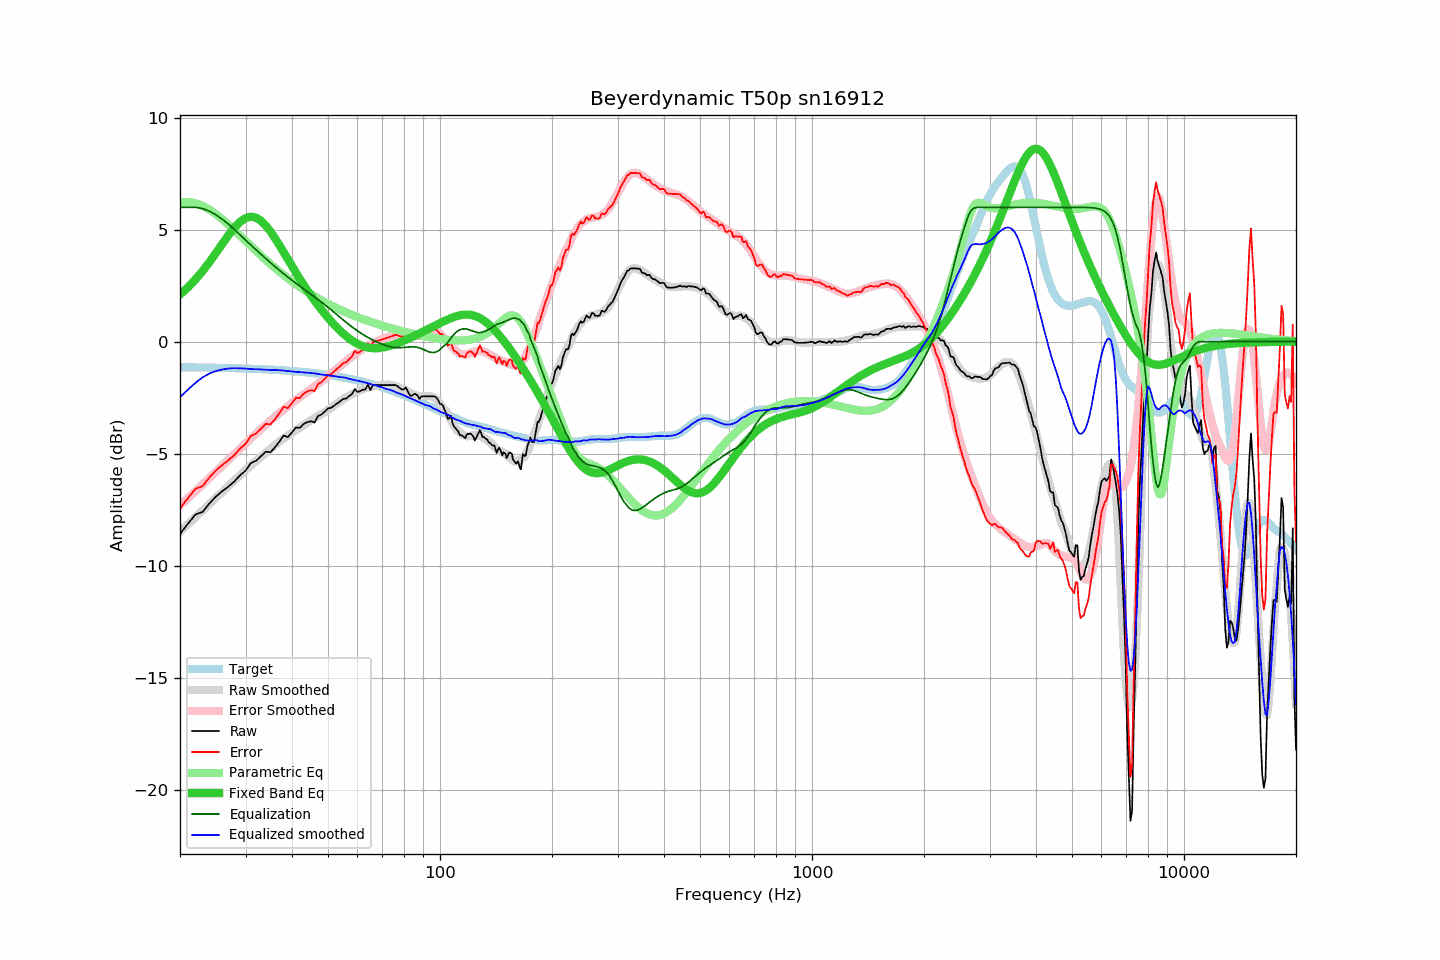 Beyerdynamic T50p sn16912
10
5
0
−5
−10
−15
−20
Amplitude (dBr)
Target
Raw Smoothed
Error Smoothed
Raw
Error
Parametric Eq
Fixed Band Eq
Equalization
Equalized smoothed
100
1000
10000
Frequency (Hz)